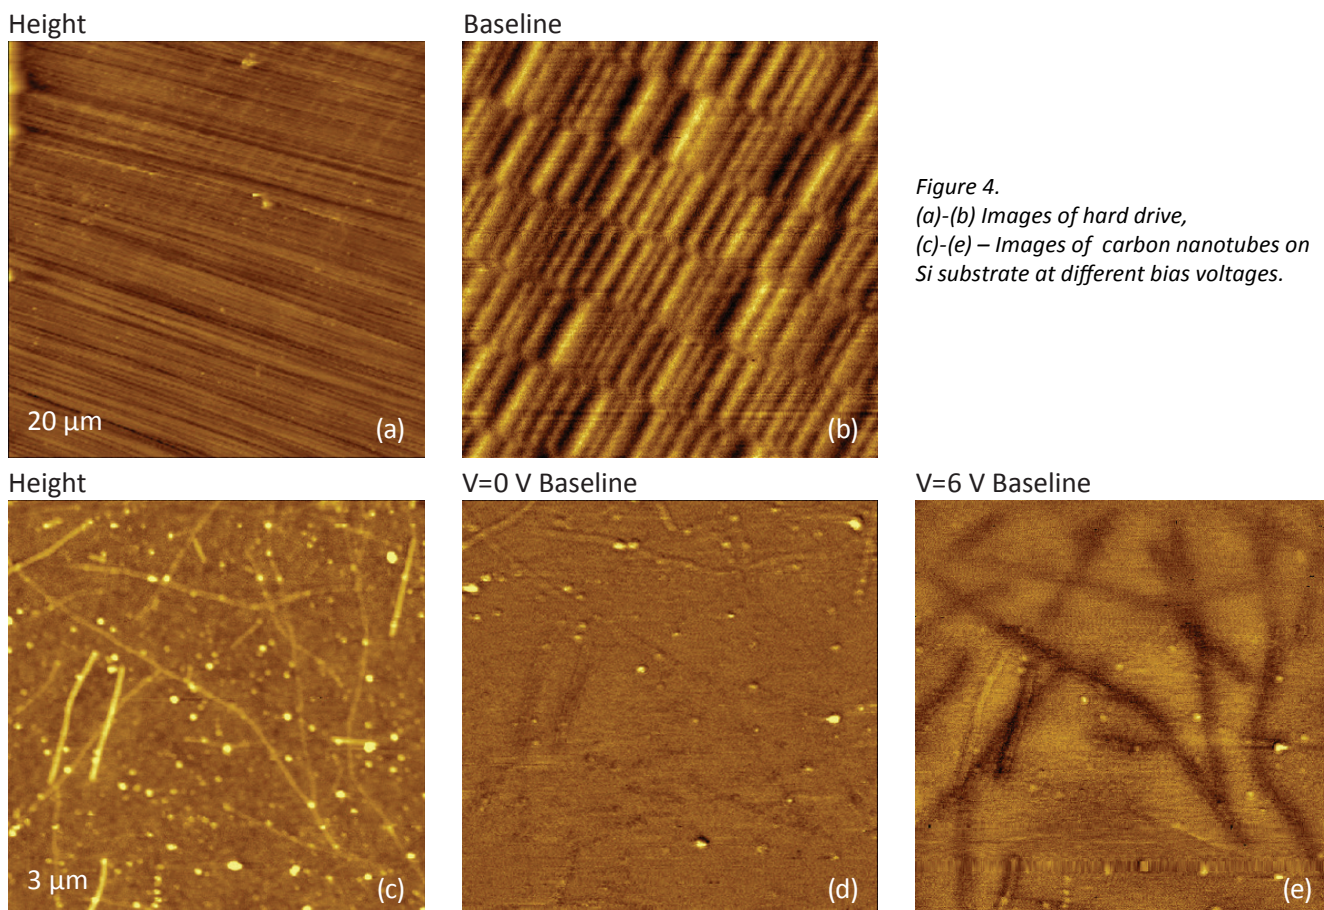 Height
Baseline
20 µm
(a)
(b)
Figure 4.
(a)-(b) Images of hard drive,
(c)-(e) – Images of carbon nanotubes on
Si substrate at different bias voltages.
Height
V=0 V Baseline
V=6 V Baseline
3 µm
(c)
(d)
(e)